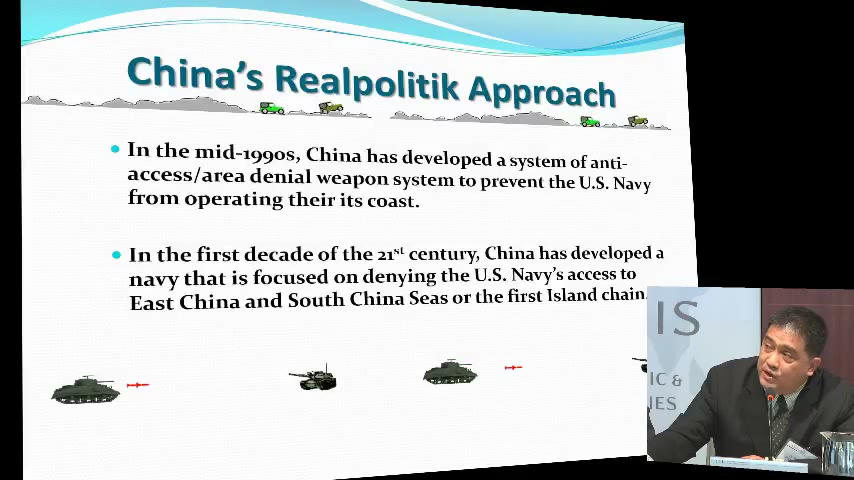 China's Realpolitik Approach
• In the mid-1990s, China has developed a system of anti-
access/area denial weapon system to prevent the U.S. Navy
from operating their its coast.
• In the first decade of the 21st century, China has developed a
navy that is focused on denying the U.S. Navy's access to
East China and South China Seas or the first Island chain.
IS
IC &
IES